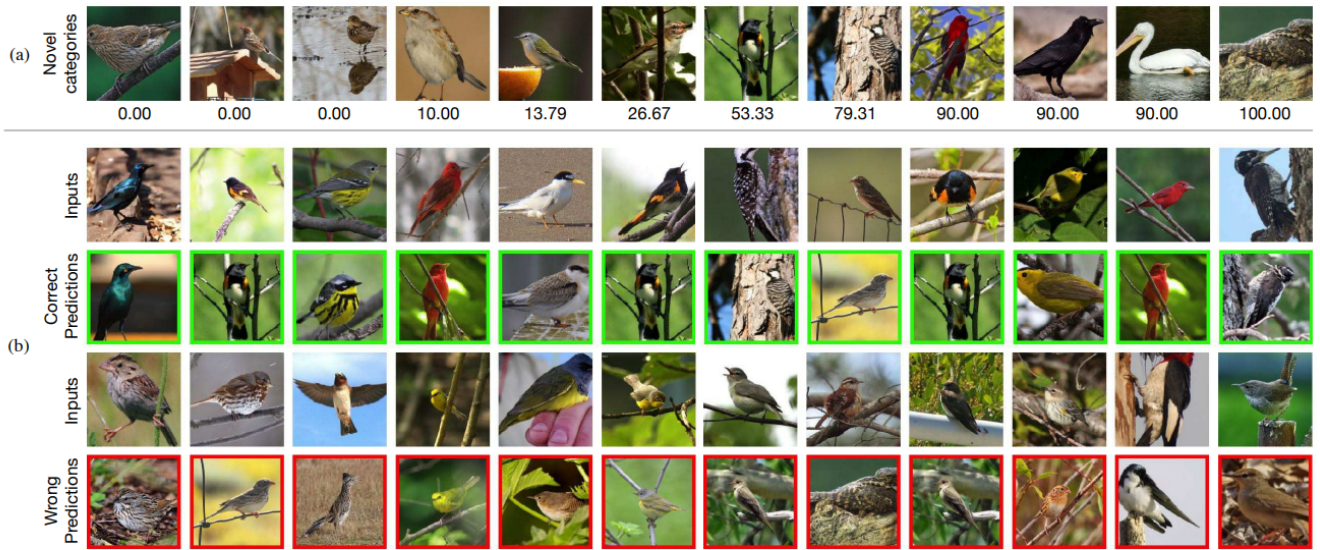 (a)
Novel
categories
0.00 0.00 0.00 10.00 13.79 26.67 53.33 79.31 90.00 90.00 90.00 100.00
(b)
Inputs
Correct
Predictions
Inputs
Wrong
Predictions